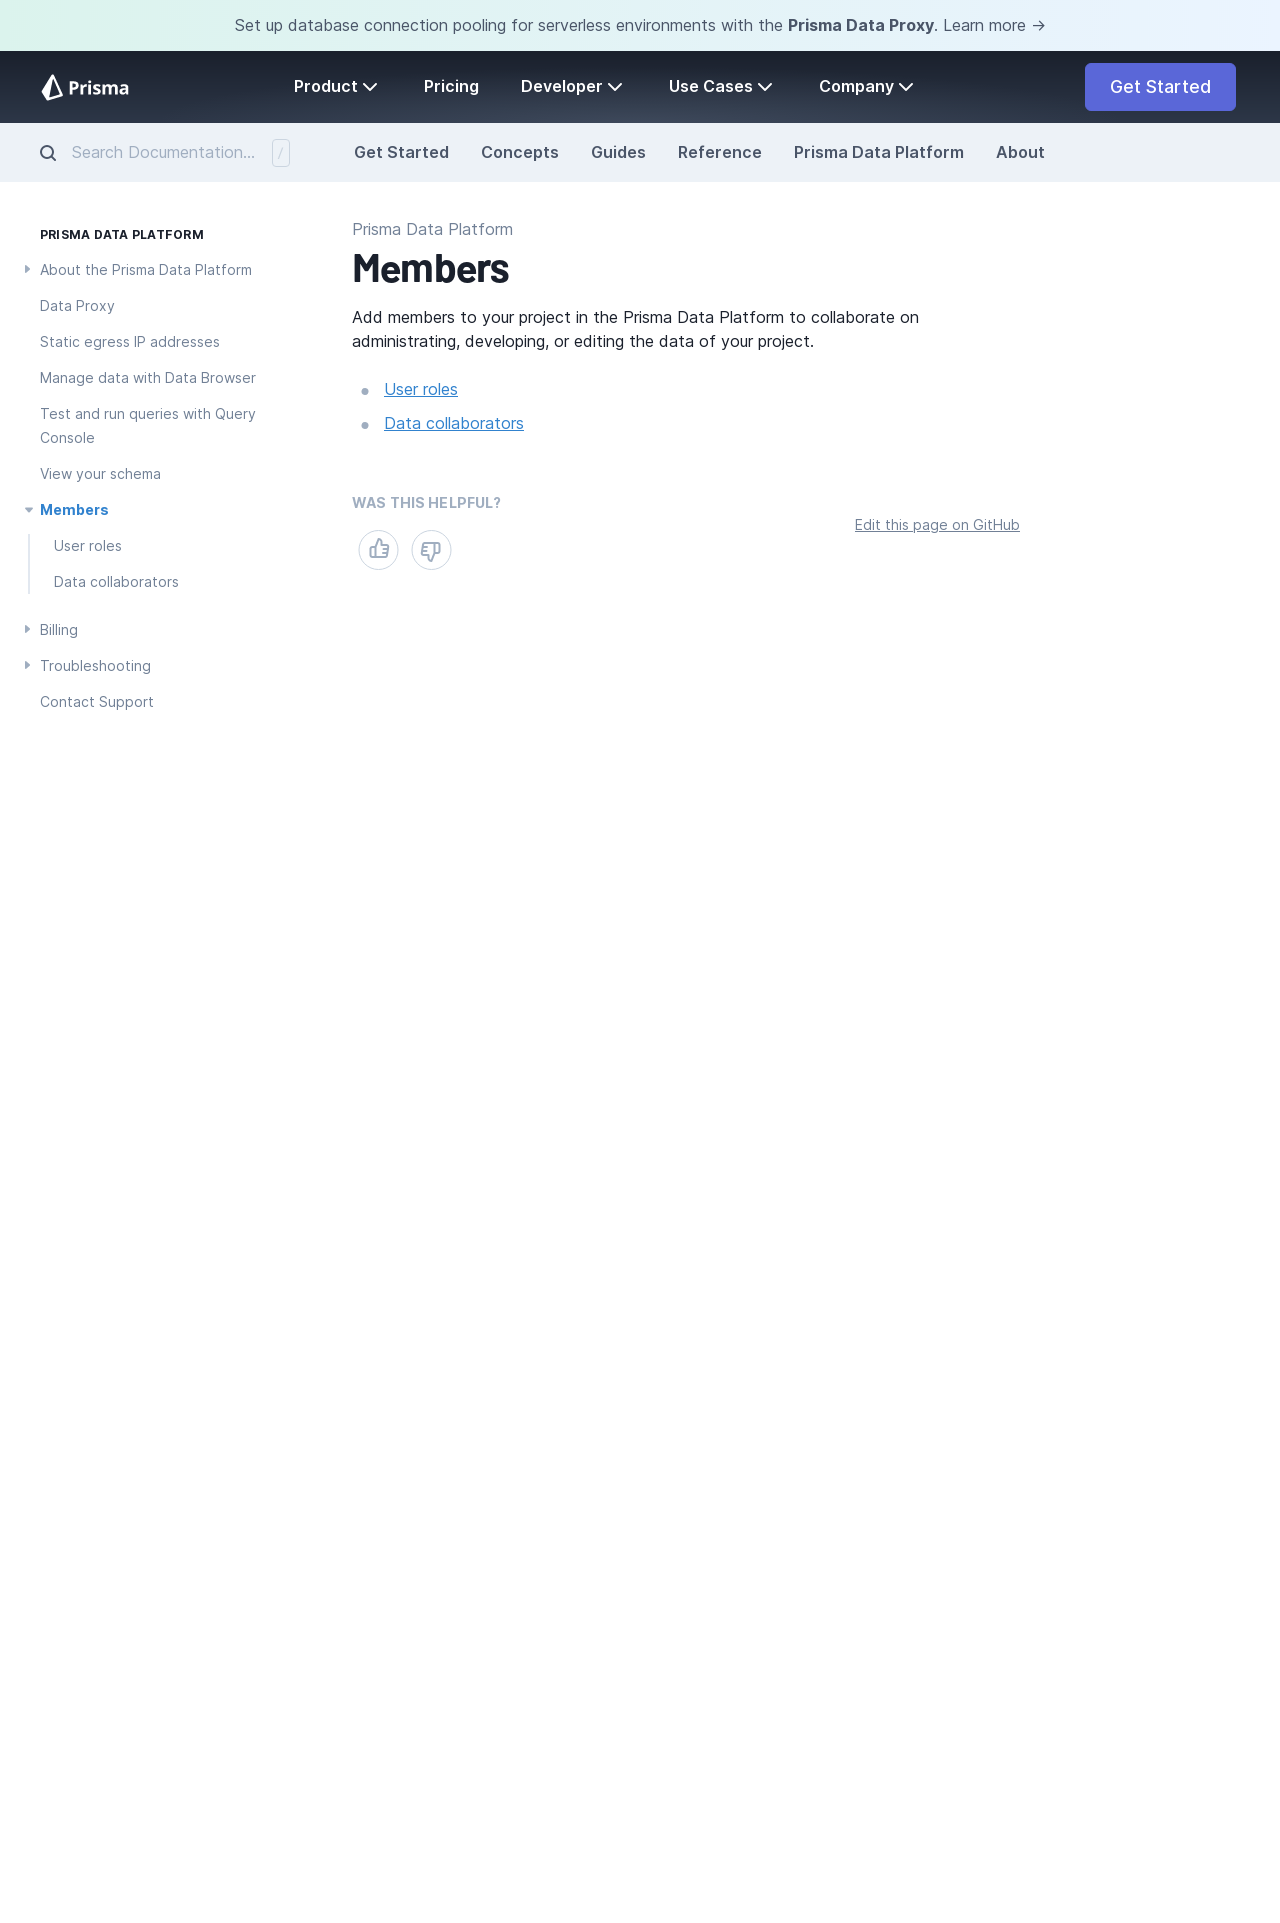 Set up database connection pooling for serverless environments with the Prisma Data Proxy. Learn more →
Prisma
Product
Pricing
Developer
Use Cases
Company
Get Started
Search Documentation...
/
Get Started
Concepts
Guides
Reference
Prisma Data Platform
About
PRISMA DATA PLATFORM
About the Prisma Data Platform
Data Proxy
Static egress IP addresses
Manage data with Data Browser
Test and run queries with Query
Console
View your schema
Members
User roles
Data collaborators
Billing
Troubleshooting
Contact Support
Prisma Data Platform
Members
Add members to your project in the Prisma Data Platform to collaborate on
administrating, developing, or editing the data of your project.
User roles
Data collaborators
WAS THIS HELPFUL?
Edit this page on GitHub